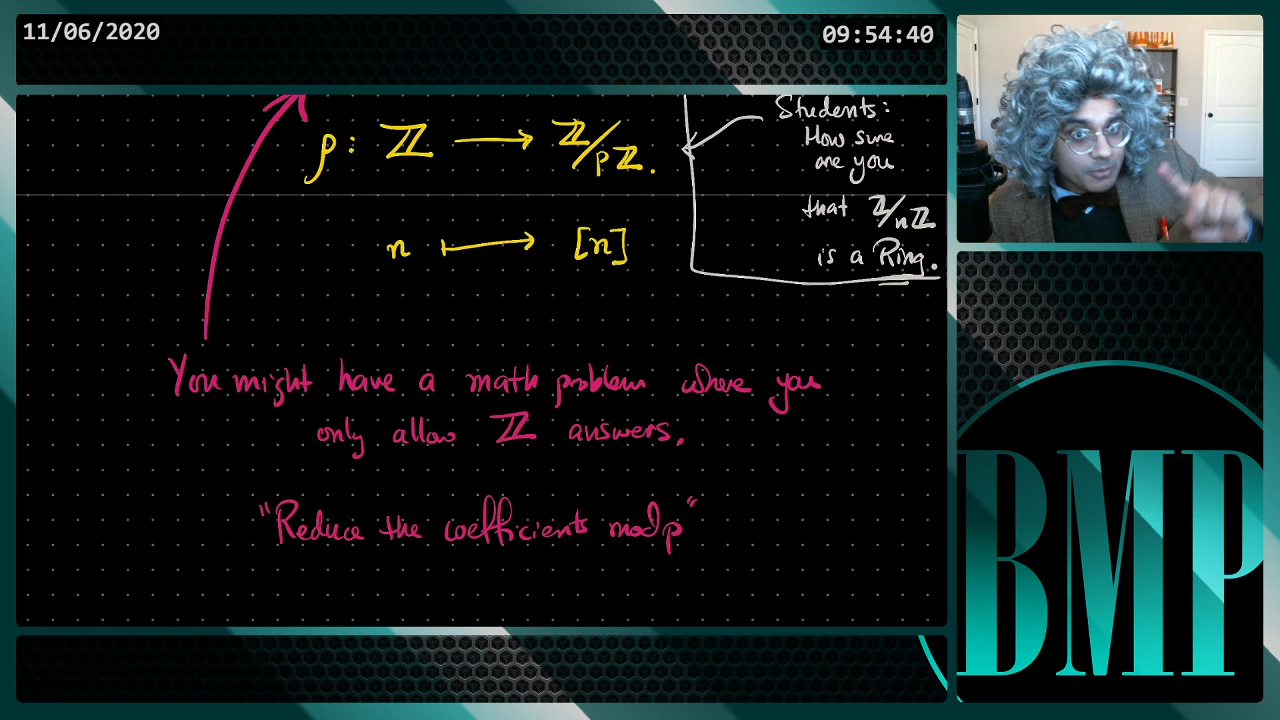 11/06/2020
09:54:40
ρ: ℤ ⟶ ℤ/pℤ.
n ⟼ [n]
Students:
How sure
are you
that ℤ/nℤ
is a Ring.
You might have a math problem where you
only allow ℤ answers.
"Reduce the coefficients mod p"
BMP